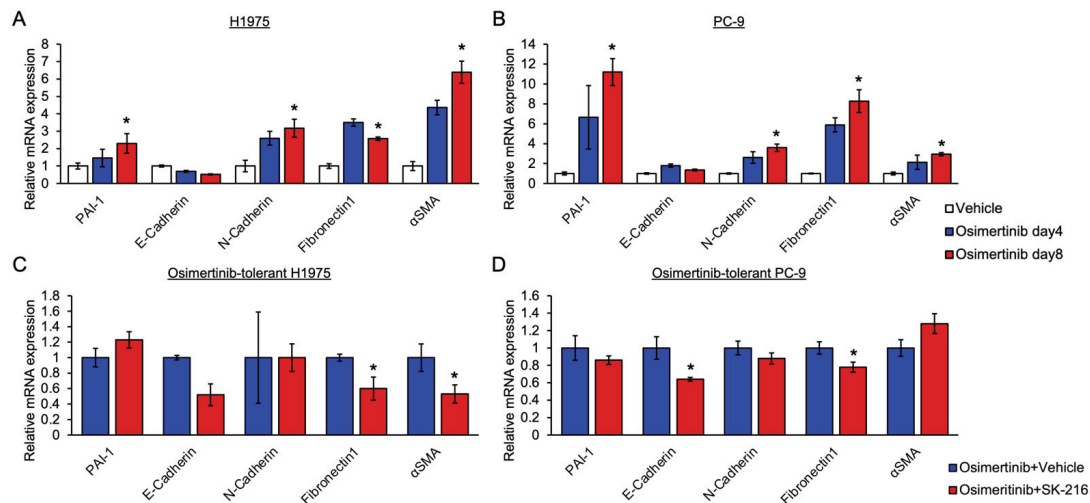 A
H1975
Relative mRNA expression
8
7
6
5
4
3
2
1
0
*
*
*
*
PAI-1
E-Cadherin
N-Cadherin
Fibronectin1
αSMA
B
PC-9
Relative mRNA expression
14
12
10
8
6
4
2
0
*
*
*
*
PAI-1
E-Cadherin
N-Cadherin
Fibronectin1
αSMA
Vehicle
Osimertinib day4
Osimertinib day8
C
Osimertinib-tolerant H1975
Relative mRNA expression
1.8
1.6
1.4
1.2
1
0.8
0.6
0.4
0.2
0
*
*
PAI-1
E-Cadherin
N-Cadherin
Fibronectin1
αSMA
D
Osimertinib-tolerant PC-9
Relative mRNA expression
1.6
1.4
1.2
1
0.8
0.6
0.4
0.2
0
*
*
PAI-1
E-Cadherin
N-Cadherin
Fibronectin1
αSMA
Osimertinib+Vehicle
Osimeritinib+SK-216